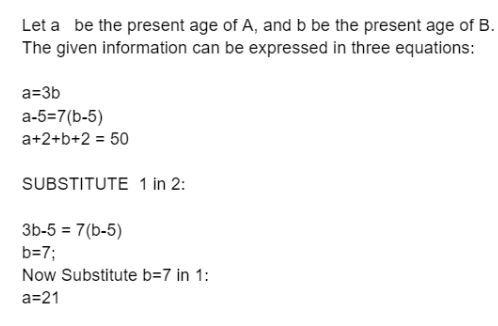 Let a be the present age of A, and b be the present age of B.
The given information can be expressed in three equations:
a=3b
a-5=7(b-5)
a+2+b+2 = 50
SUBSTITUTE 1 in 2:
3b-5 = 7(b-5)
b=7;
Now Substitute b=7 in 1:
a=21